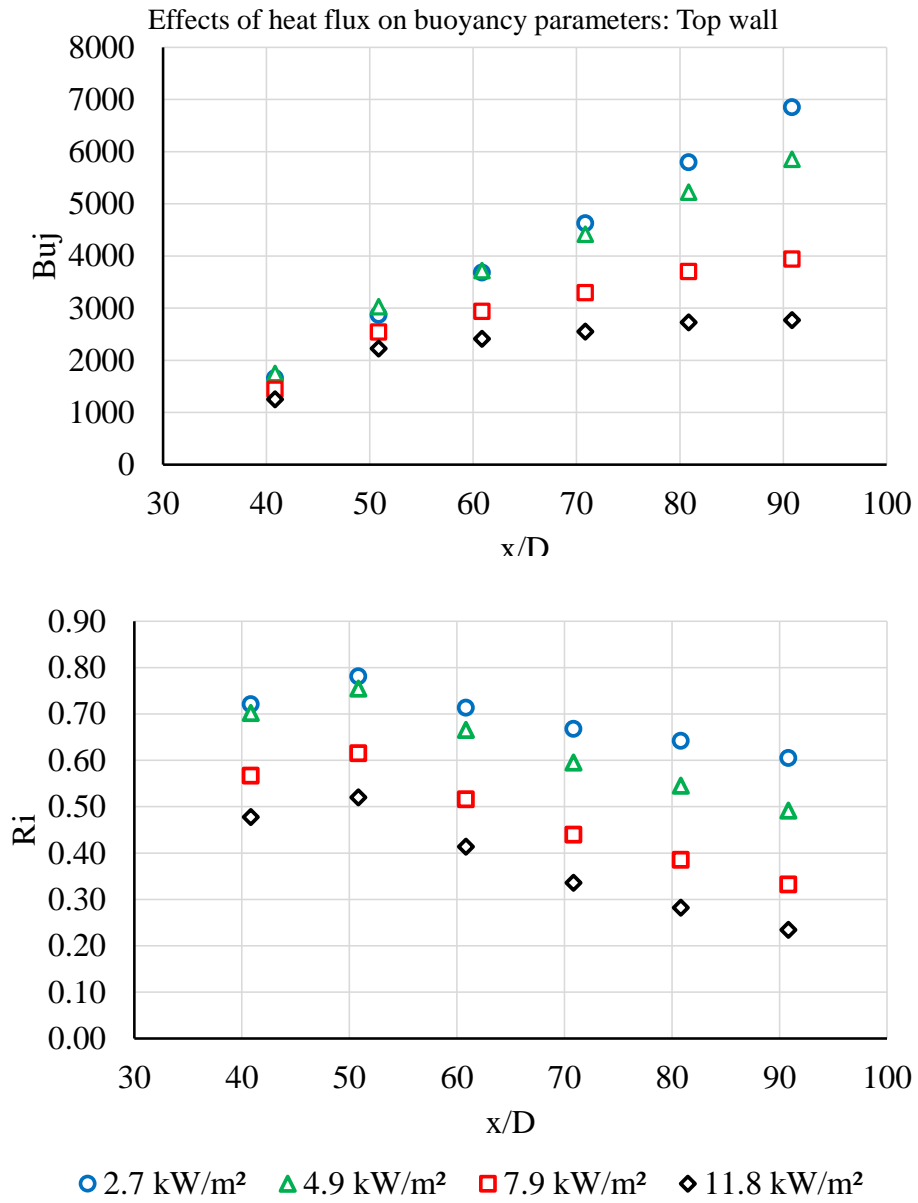 Effects of heat flux on buoyancy parameters: Top wall
8000
7000
6000
5000
4000
3000
2000
1000
0
Buj
30 40 50 60 70 80 90 100
x/D
0.90
0.80
0.70
0.60
0.50
0.40
0.30
0.20
0.10
0.00
Ri
30 40 50 60 70 80 90 100
x/D
2.7 kW/m² 4.9 kW/m² 7.9 kW/m² 11.8 kW/m²